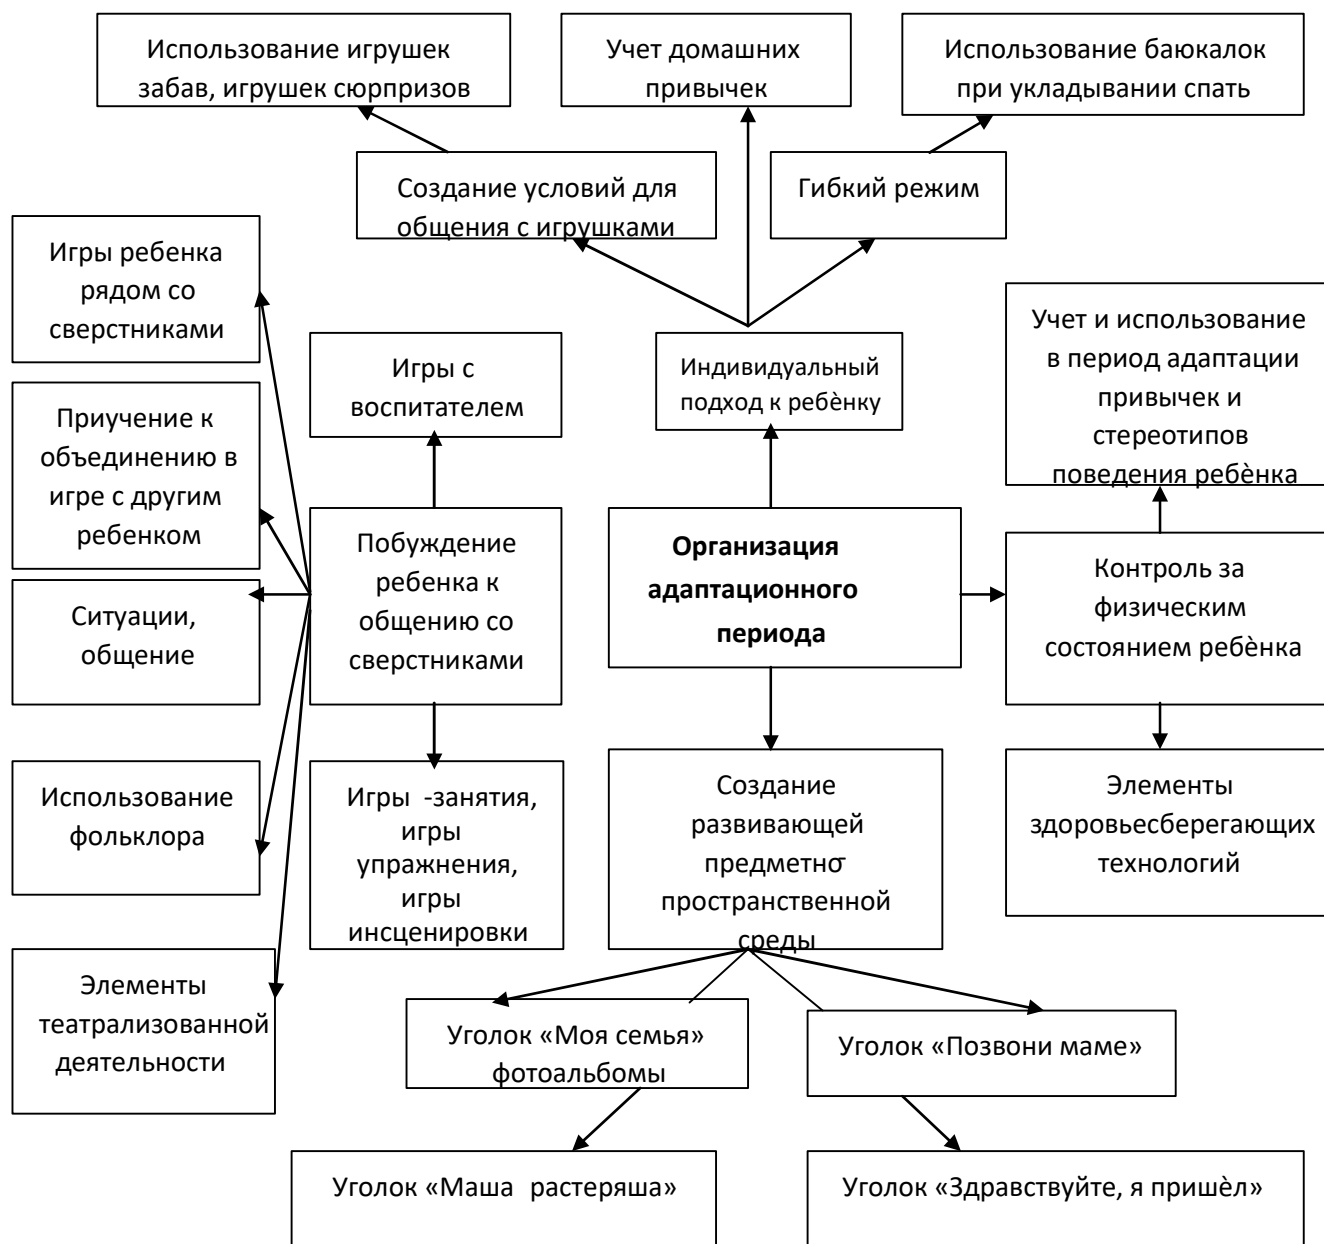 Использование игрушек
забав, игрушек сюрпризов
Учет домашних
привычек
Использование баюкалок
при укладывании спать
Создание условий для
общения с игрушками
Гибкий режим
Игры ребенка
рядом со
сверстниками
Игры с
воспитателем
Индивидуальный
подход к ребѐнку
Учет и использование
в период адаптации
привычек и
стереотипов
поведения ребѐнка
Приучение к
объединению в
игре с другим
ребенком
Побуждение
ребенка к
общению со
сверстниками
Организация
адаптационного
периода
Контроль за
физическим
состоянием ребѐнка
Ситуации,
общение
Использование
фольклора
Игры -занятия,
игры
упражнения,
игры
инсценировки
Создание
развивающей
предметно-
пространственной
среды
Элементы
здоровьесберегающих
технологий
Элементы
театрализованной
деятельности
Уголок «Моя семья»
фотоальбомы
Уголок «Позвони маме»
Уголок «Маша растеряша»
Уголок «Здравствуйте, я пришѐл»